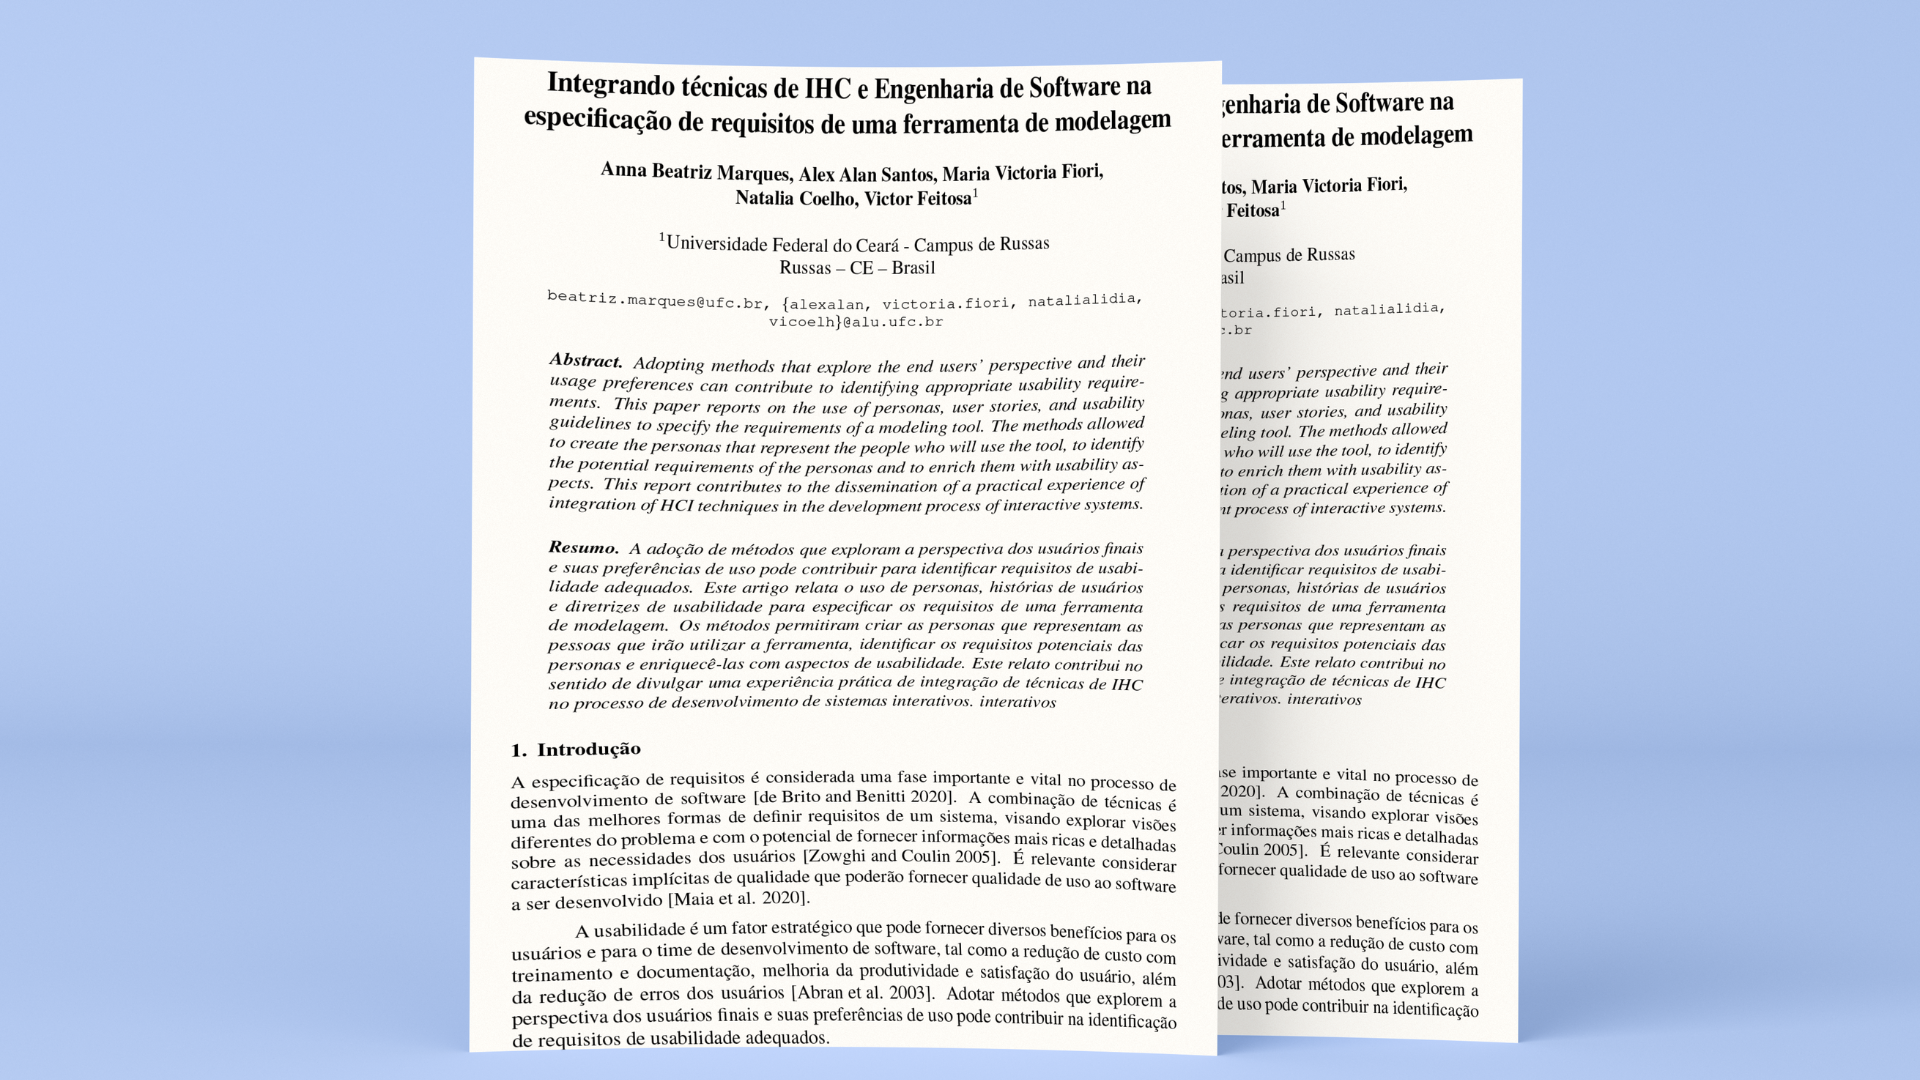 Integrando técnicas de IHC e Engenharia de Software na
especificação de requisitos de uma ferramenta de modelagem
Anna Beatriz Marques, Alex Alan Santos, Maria Victoria Fiori,
Natalia Coelho, Victor Feitosa1
1Universidade Federal do Ceará - Campus de Russas
Russas – CE – Brasil
beatriz.marques@ufc.br, {alexalan, victoria.fiori, natalialidia,
vicoelh}@alu.ufc.br
Abstract. Adopting methods that explore the end users' perspective and their
usage preferences can contribute to identifying appropriate usability require-
ments. This paper reports on the use of personas, user stories, and usability
guidelines to specify the requirements of a modeling tool. The methods allowed
to create the personas that represent the people who will use the tool, to identify
the potential requirements of the personas and to enrich them with usability as-
pects. This report contributes to the dissemination of a practical experience of
integration of HCI techniques in the development process of interactive systems.
Resumo. A adoção de métodos que exploram a perspectiva dos usuários finais
e suas preferências de uso pode contribuir para identificar requisitos de usabi-
lidade adequados. Este artigo relata o uso de personas, histórias de usuários
e diretrizes de usabilidade para especificar os requisitos de uma ferramenta
de modelagem. Os métodos permitiram criar as personas que representam as
pessoas que irão utilizar a ferramenta, identificar os requisitos potenciais das
personas e enriquecê-las com aspectos de usabilidade. Este relato contribui no
sentido de divulgar uma experiência prática de integração de técnicas de IHC
no processo de desenvolvimento de sistemas interativos. interativos
1. Introdução
A especificação de requisitos é considerada uma fase importante e vital no processo de
desenvolvimento de software [de Brito and Benitti 2020]. A combinação de técnicas é
uma das melhores formas de definir requisitos de um sistema, visando explorar visões
diferentes do problema e com o potencial de fornecer informações mais ricas e detalhadas
sobre as necessidades dos usuários [Zowghi and Coulin 2005]. É relevante considerar
características implícitas de qualidade que poderão fornecer qualidade de uso ao software
a ser desenvolvido [Maia et al. 2020].
A usabilidade é um fator estratégico que pode fornecer diversos benefícios para os
usuários e para o time de desenvolvimento de software, tal como a redução de custo com
treinamento e documentação, melhoria da produtividade e satisfação do usuário, além
da redução de erros dos usuários [Abran et al. 2003]. Adotar métodos que explorem a
perspectiva dos usuários finais e suas preferências de uso pode contribuir na identificação
de requisitos de usabilidade adequados.
genharia de Software na
erramenta de modelagem
tos, Maria Victoria Fiori,
Feitosa1
Campus de Russas
asil
toria.fiori, natalialidia,
c.br
end users' perspective and their
g appropriate usability require-
onas, user stories, and usability
eling tool. The methods allowed
who will use the tool, to identify
to enrich them with usability as-
tion of a practical experience of
nt process of interactive systems.
a perspectiva dos usuários finais
a identificar requisitos de usabi-
personas, histórias de usuários
s requisitos de uma ferramenta
as personas que representam as
car os requisitos potenciais das
ilidade. Este relato contribui no
e integração de técnicas de IHC
erativos. interativos
ase importante e vital no processo de
2020]. A combinação de técnicas é
um sistema, visando explorar visões
er informações mais ricas e detalhadas
Coulin 2005]. É relevante considerar
fornecer qualidade de uso ao software
de fornecer diversos benefícios para os
ware, tal como a redução de custo com
ividade e satisfação do usuário, além
03]. Adotar métodos que explorem a
de uso pode contribuir na identificação